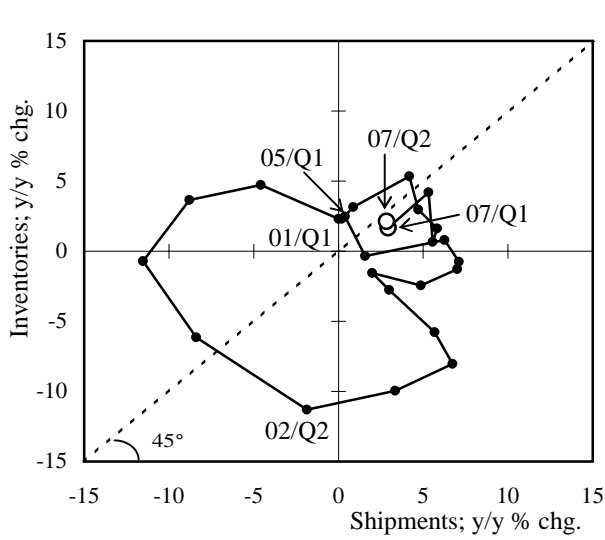 15
10
5
0
-5
-10
-15
Inventories; y/y % chg.
07/Q2
05/Q1
07/Q1
01/Q1
02/Q2
45°
-15 -10 -5 0 5 10 15
Shipments; y/y % chg.